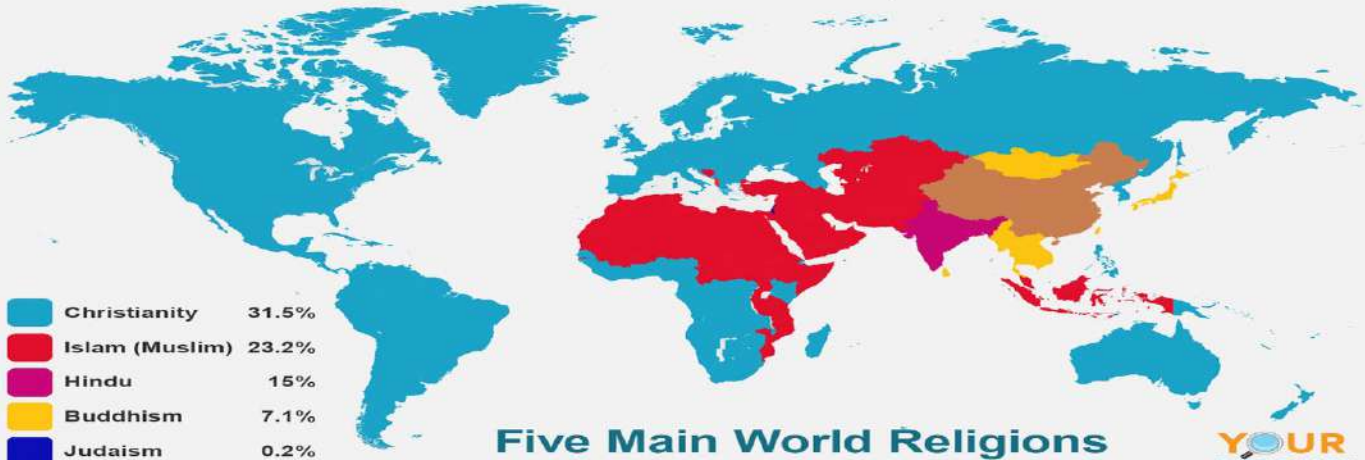 Christianity 31.5%
Islam (Muslim) 23.2%
Hindu 15%
Buddhism 7.1%
Judaism 0.2%
Five Main World Religions
YOUR